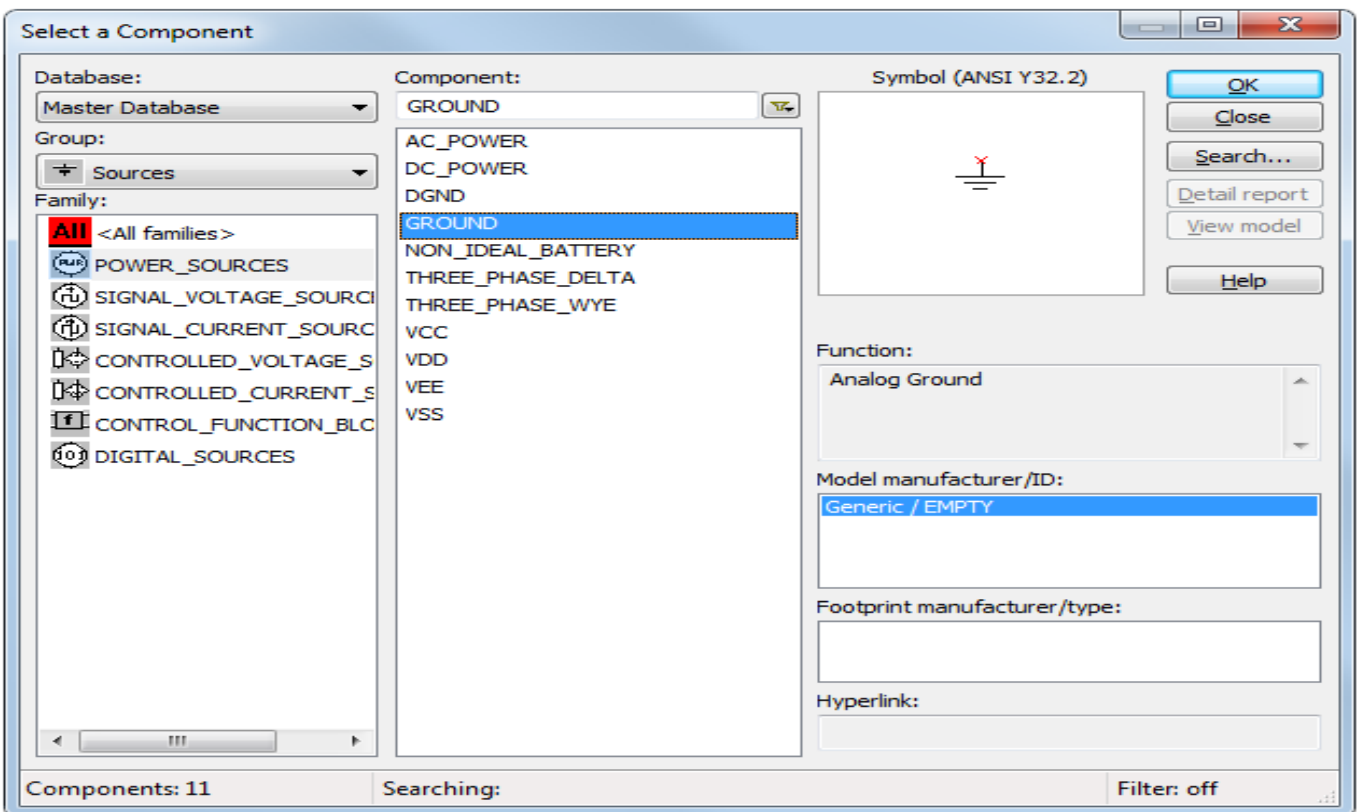 Select a Component
Database:
Master Database
Group:
Sources
Family:
All <All families>
PWR POWER_SOURCES
SIGNAL_VOLTAGE_SOURC
SIGNAL_CURRENT_SOURC
CONTROLLED_VOLTAGE_S
CONTROLLED_CURRENT_S
f CONTROL_FUNCTION_BLO
DIGITAL_SOURCES
Component:
GROUND
AC_POWER
DC_POWER
DGND
GROUND
NON_IDEAL_BATTERY
THREE_PHASE_DELTA
THREE_PHASE_WYE
VCC
VDD
VEE
VSS
Symbol (ANSI Y32.2)
OK
Close
Search...
Detail report
View model
Help
Function:
Analog Ground
Model manufacturer/ID:
Generic / EMPTY
Footprint manufacturer/type:
Hyperlink:
Components: 11
Searching:
Filter: off